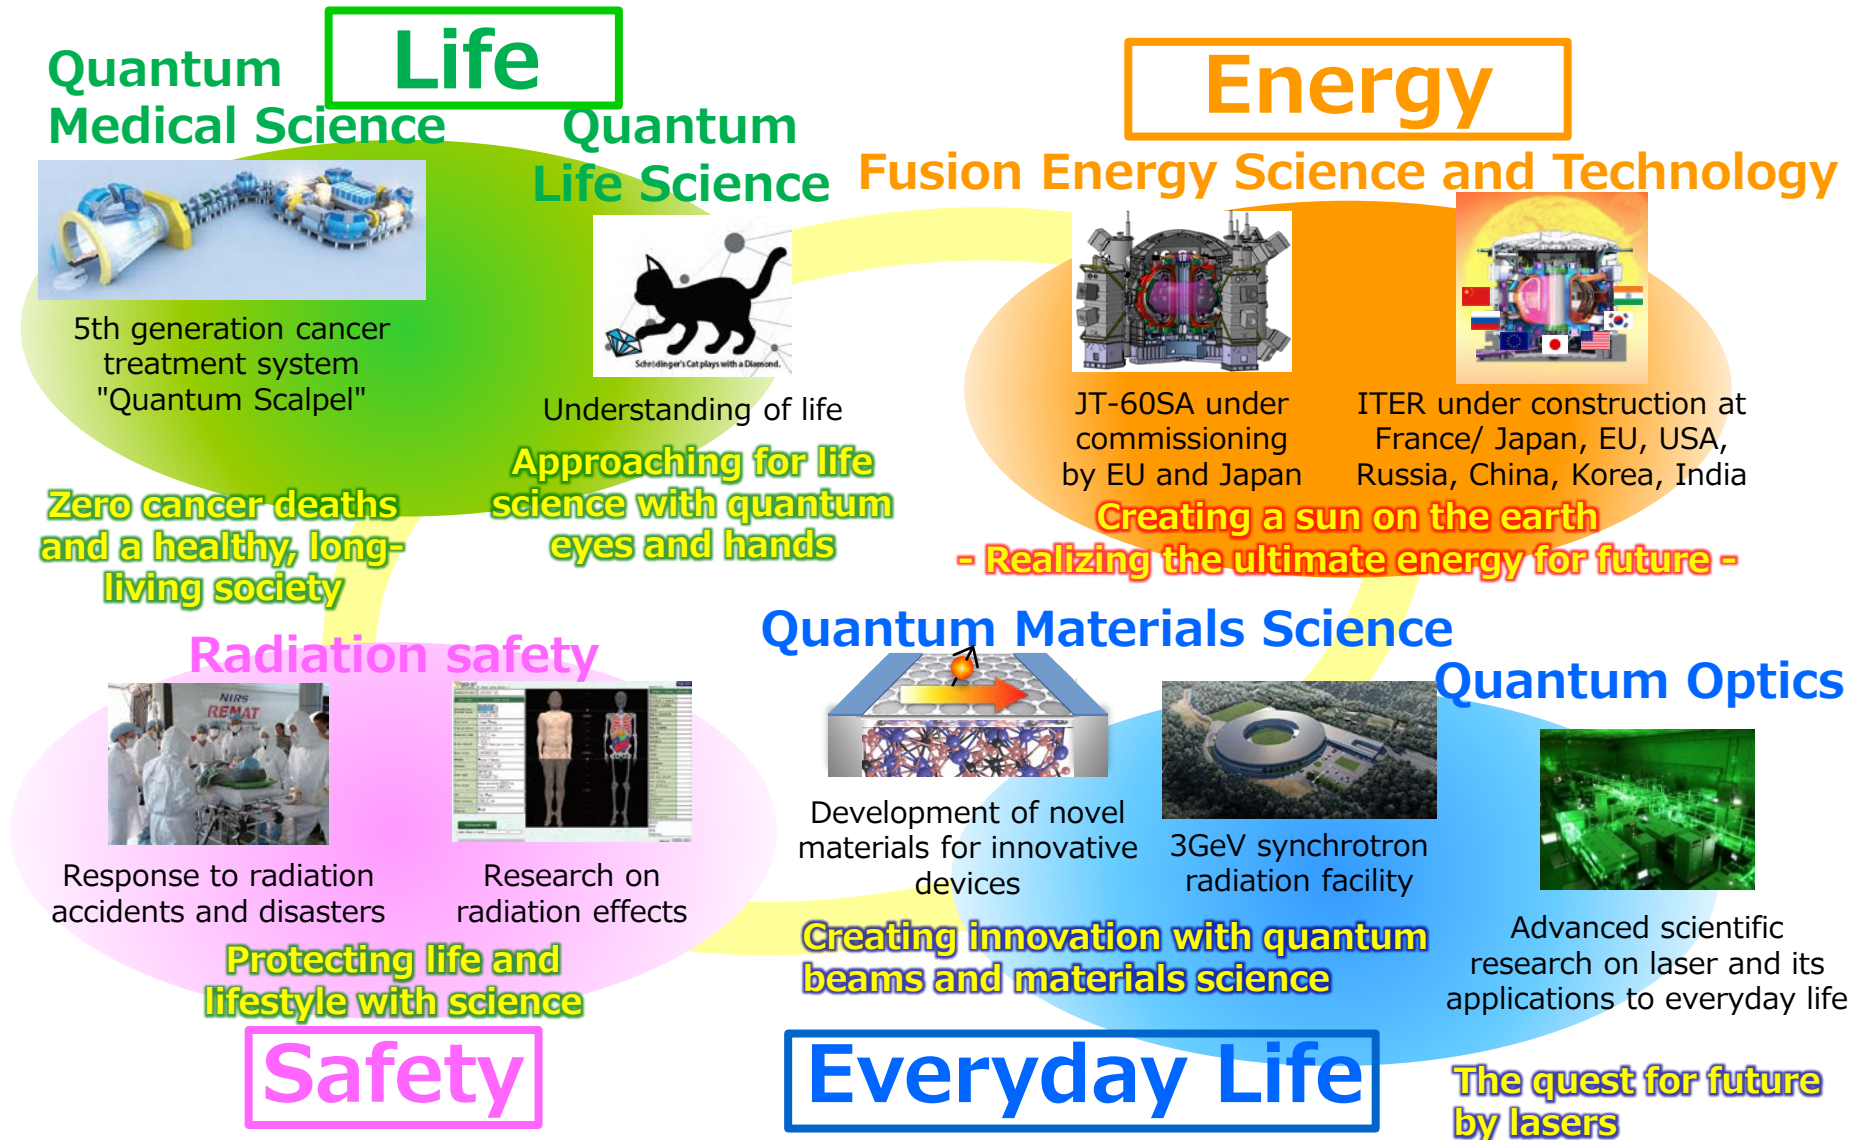 Life
Quantum
Medical Science
Quantum
Life Science
Schrödinger's Cat plays with a Diamond.
5th generation cancer
treatment system
"Quantum Scalpel"
Understanding of life
Zero cancer deaths
and a healthy, long-
living society
Approaching for life
science with quantum
eyes and hands
Energy
Fusion Energy Science and Technology
JT-60SA under
commissioning
by EU and Japan
ITER under construction at
France/ Japan, EU, USA,
Russia, China, Korea, India
Creating a sun on the earth
- Realizing the ultimate energy for future -
Radiation safety
NIRS
REMAT
Response to radiation
accidents and disasters
Research on
radiation effects
Protecting life and
lifestyle with science
Safety
Quantum Materials Science
Quantum Optics
Development of novel
materials for innovative
devices
3GeV synchrotron
radiation facility
Creating innovation with quantum
beams and materials science
Advanced scientific
research on laser and its
applications to everyday life
The quest for future
by lasers
Everyday Life